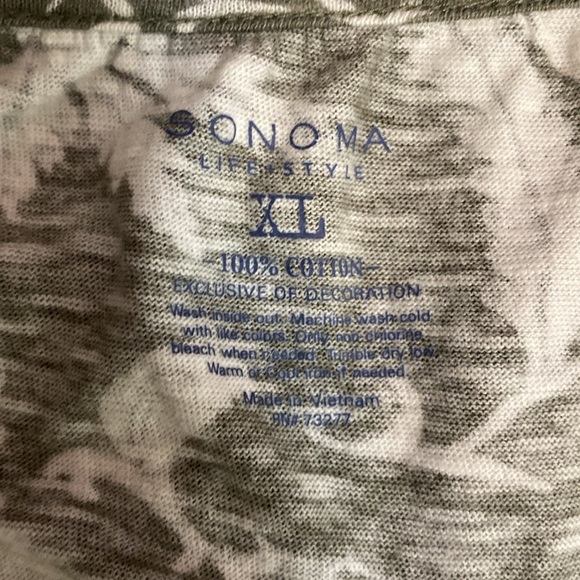 SONOMA
LIFE+STYLE
XL
-100% COTTON-
EXCLUSIVE OF DECORATION
Wash inside out. Machine wash cold
with like colors. Only non-chlorine
bleach when needed. Tumble dry low.
Warm or Cool iron if needed.
Made in Vietnam
RN# 73277